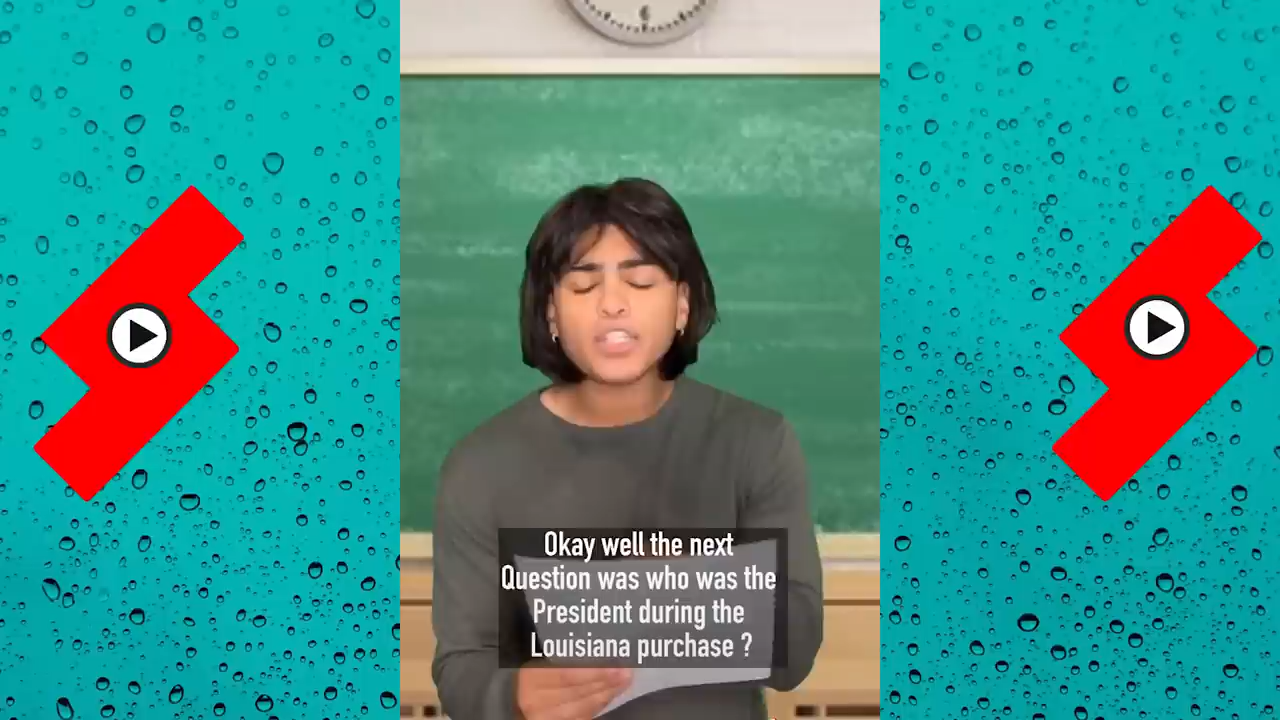 Okay well the next
Question was who was the
President during the
Louisiana purchase ?